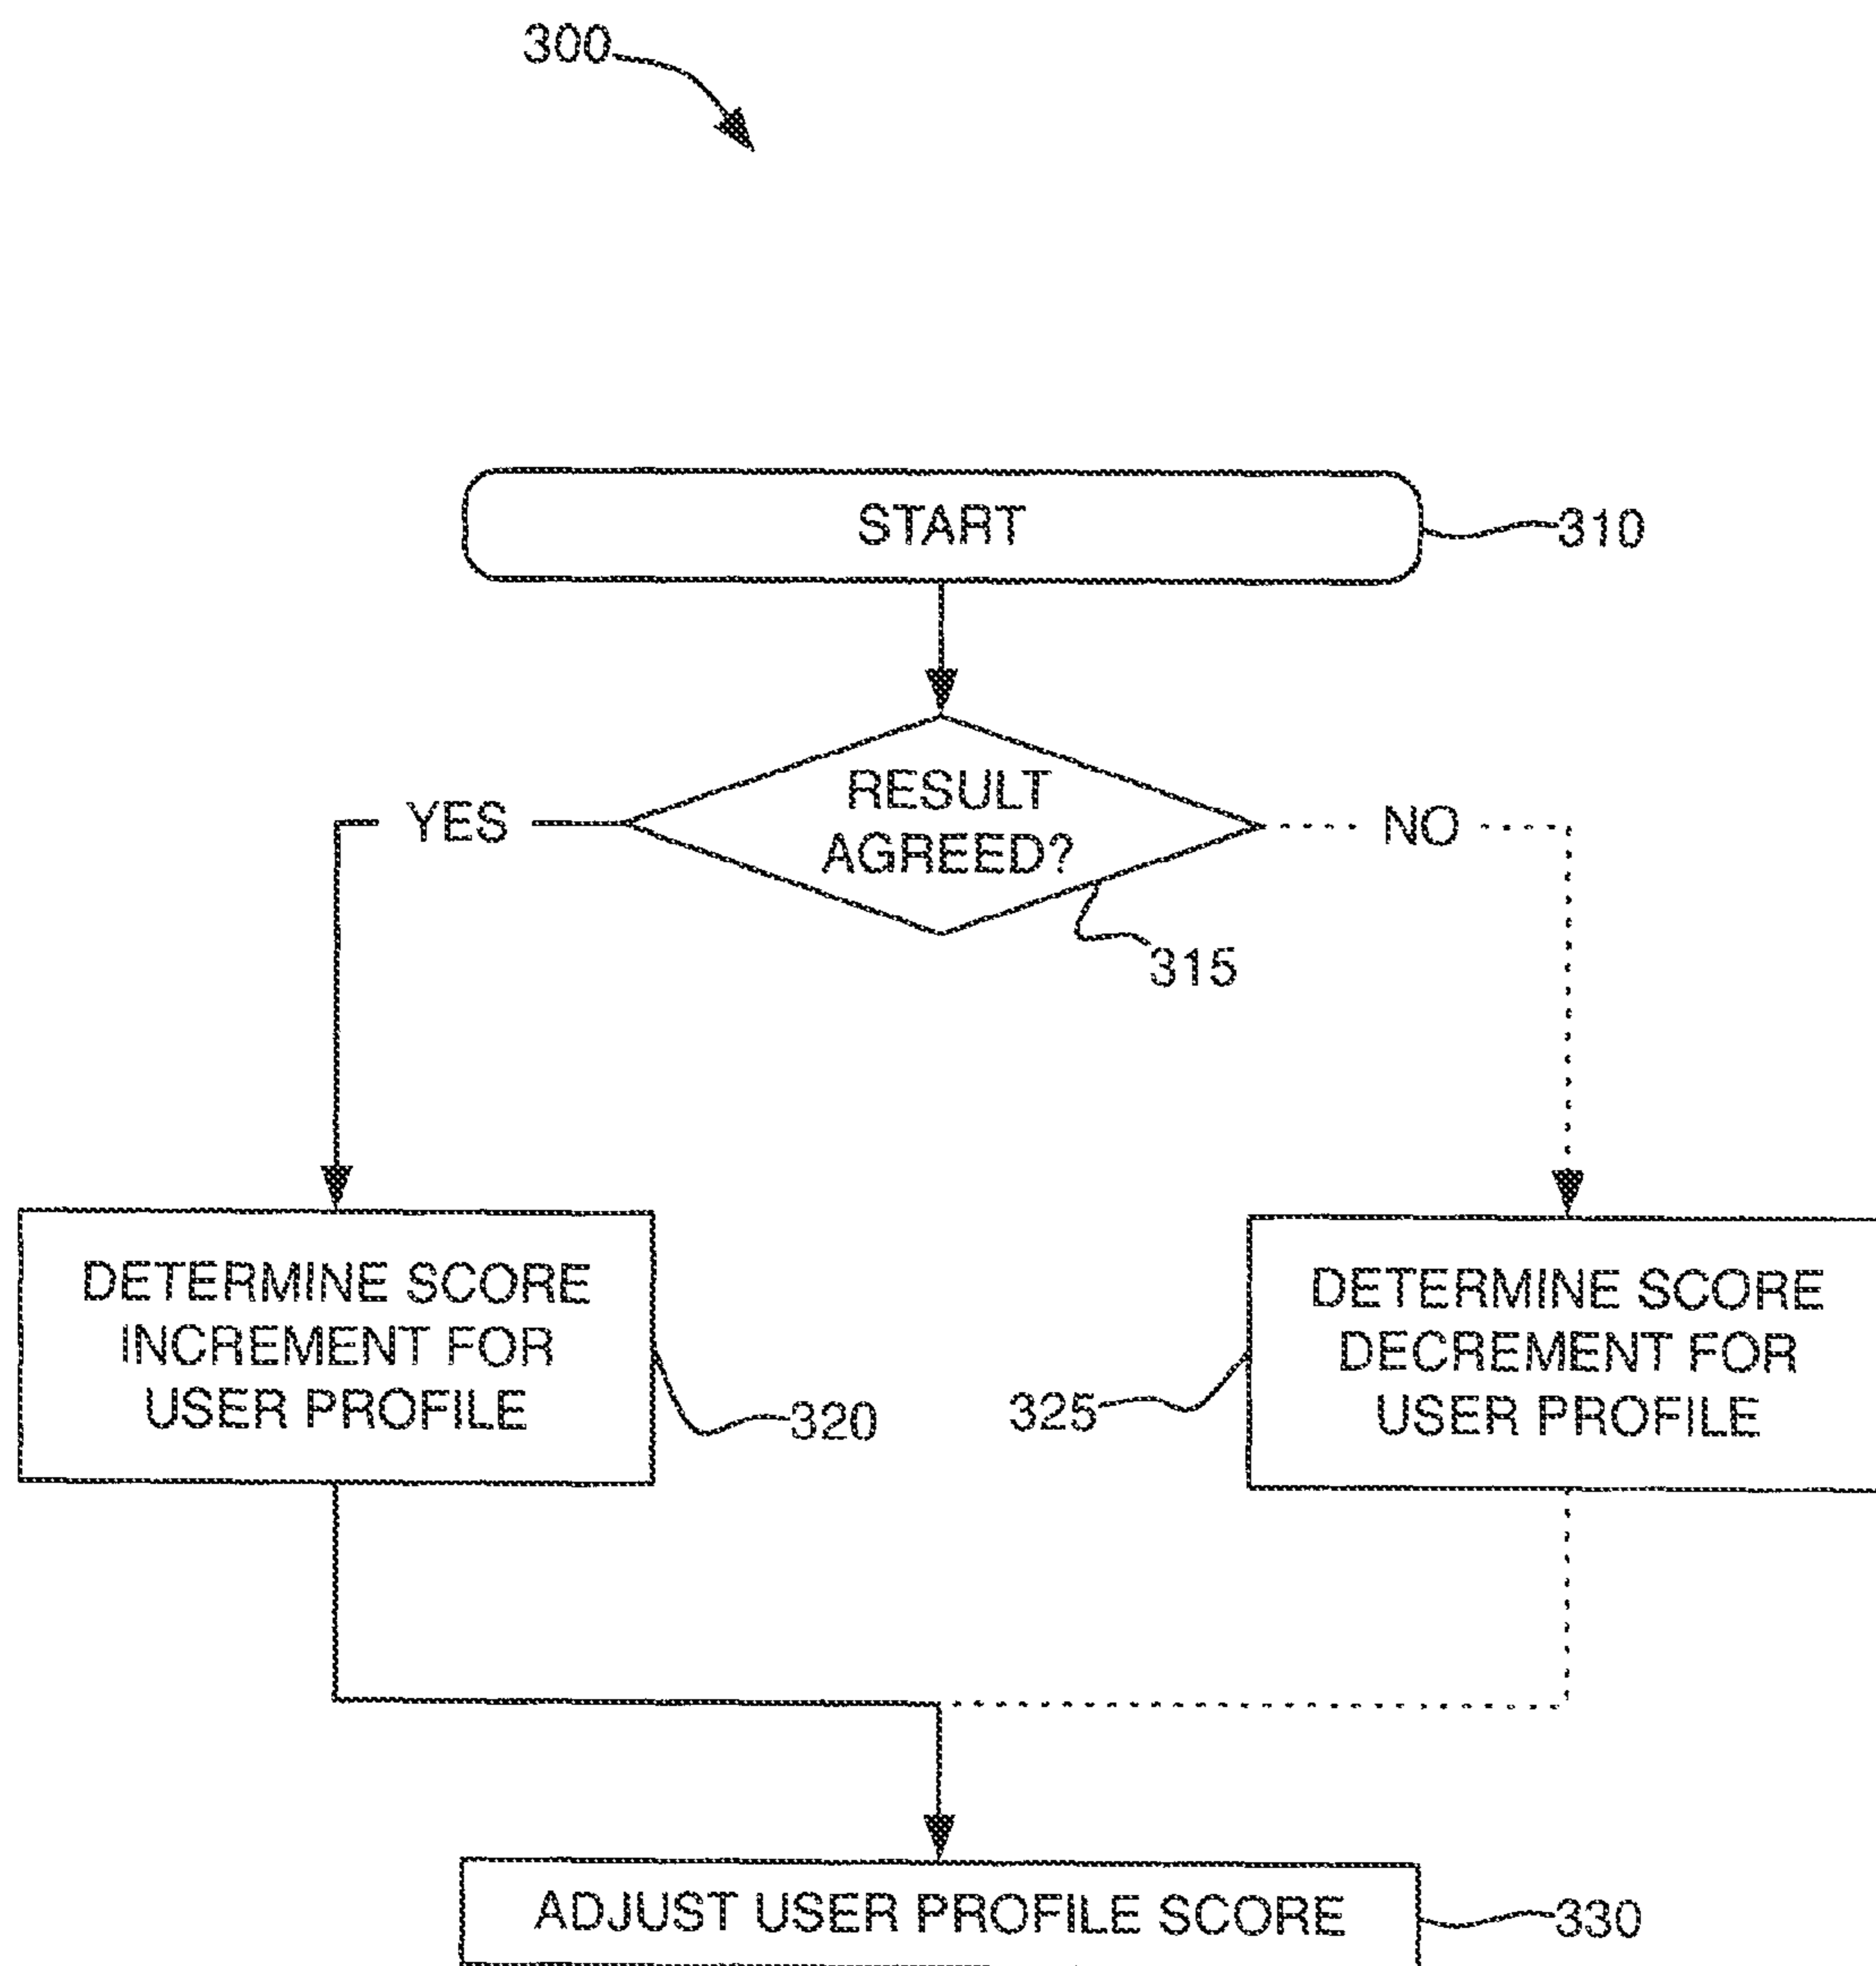 300
START
310
RESULT
AGREED?
YES
NO
315
DETERMINE SCORE
INCREMENT FOR
USER PROFILE
320
325
DETERMINE SCORE
DECREMENT FOR
USER PROFILE
ADJUST USER PROFILE SCORE
330